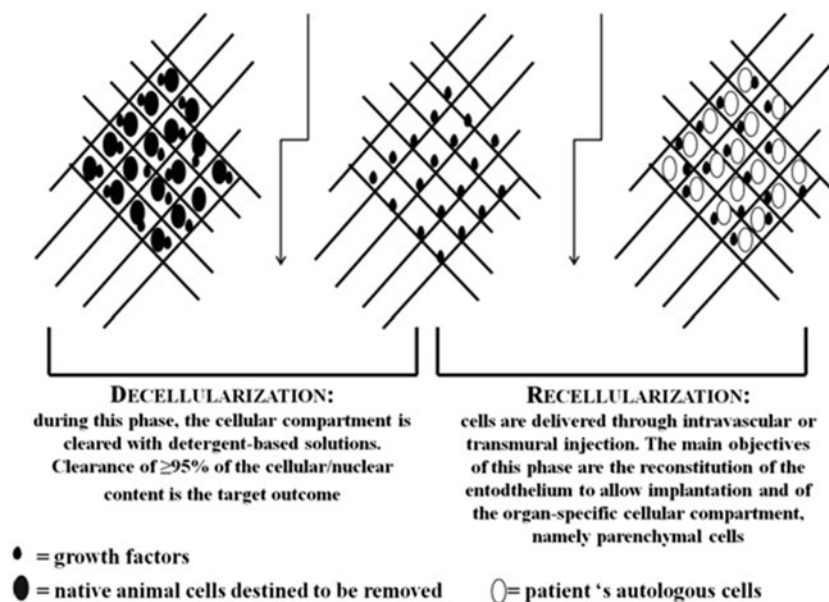 DECELLULARIZATION:
during this phase, the cellular compartment is
cleared with detergent-based solutions.
Clearance of ≥95% of the cellular/nuclear
content is the target outcome
RECELLULARIZATION:
cells are delivered through intravascular or
transmural injection. The main objectives
of this phase are the reconstitution of the
entodthelium to allow implantation and of
the organ-specific cellular compartment,
namely parenchymal cells
= growth factors
= native animal cells destined to be removed
= patient ‘s autologous cells